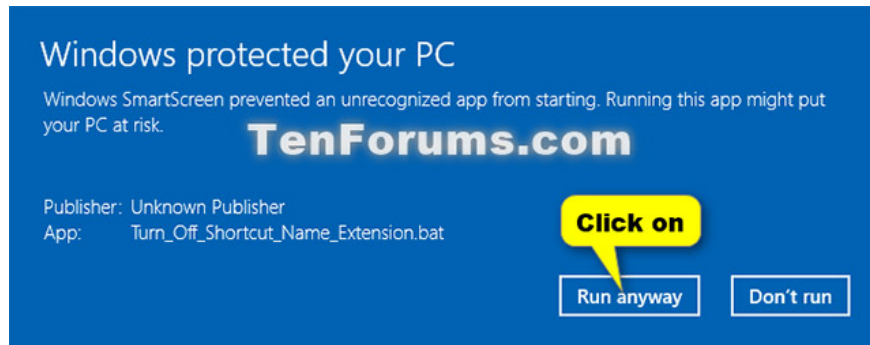 Windows protected your PC
Windows SmartScreen prevented an unrecognized app from starting. Running this app might put
your PC at risk.
TenForums.com
Publisher: Unknown Publisher
App: Turn_Off_Shortcut_Name_Extension.bat
Click on
Run anyway
Don't run